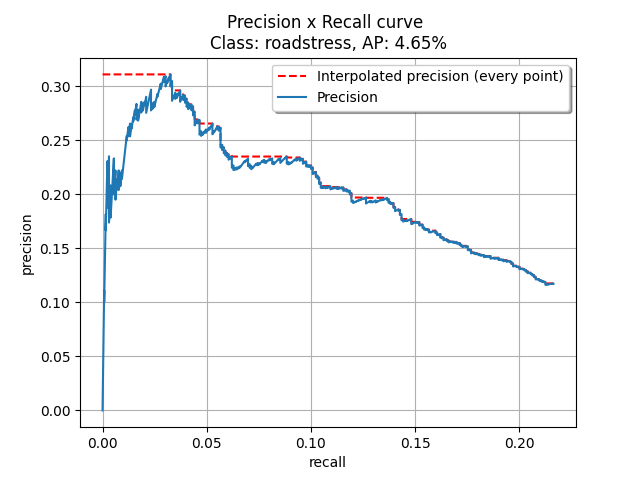 Precision x Recall curve
Class: roadstress, AP: 4.65%
Interpolated precision (every point)
Precision
0.30
0.25
0.20
0.15
0.10
0.05
0.00
precision
0.00 0.05 0.10 0.15 0.20
recall